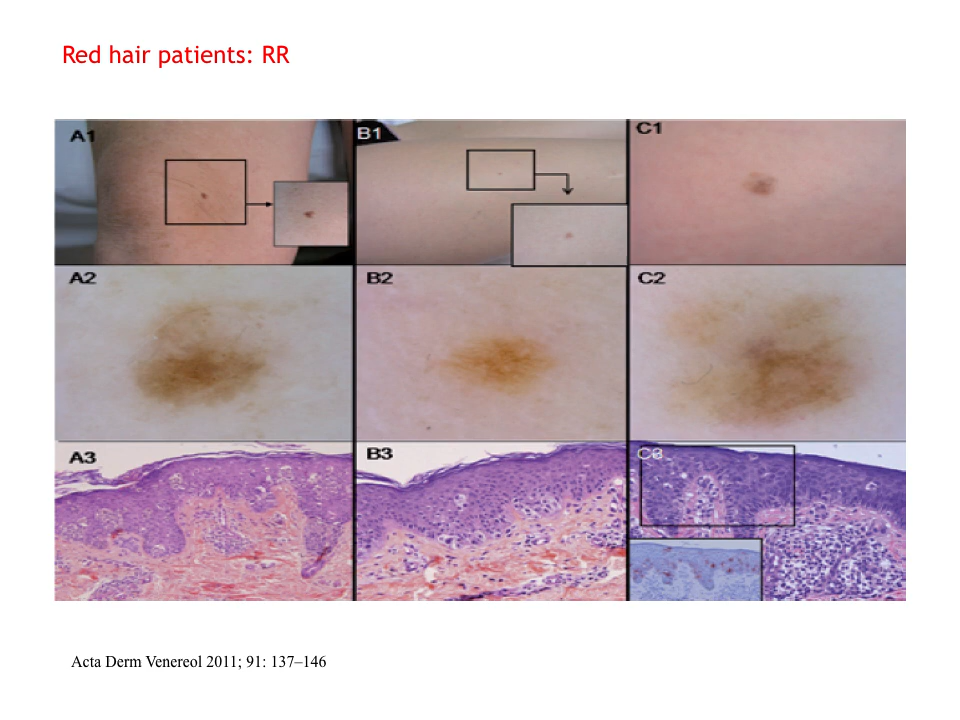 Red hair patients: RR
A1
B1
C1
A2
B2
C2
A3
B3
C3
Acta Derm Venereol 2011; 91: 137–146